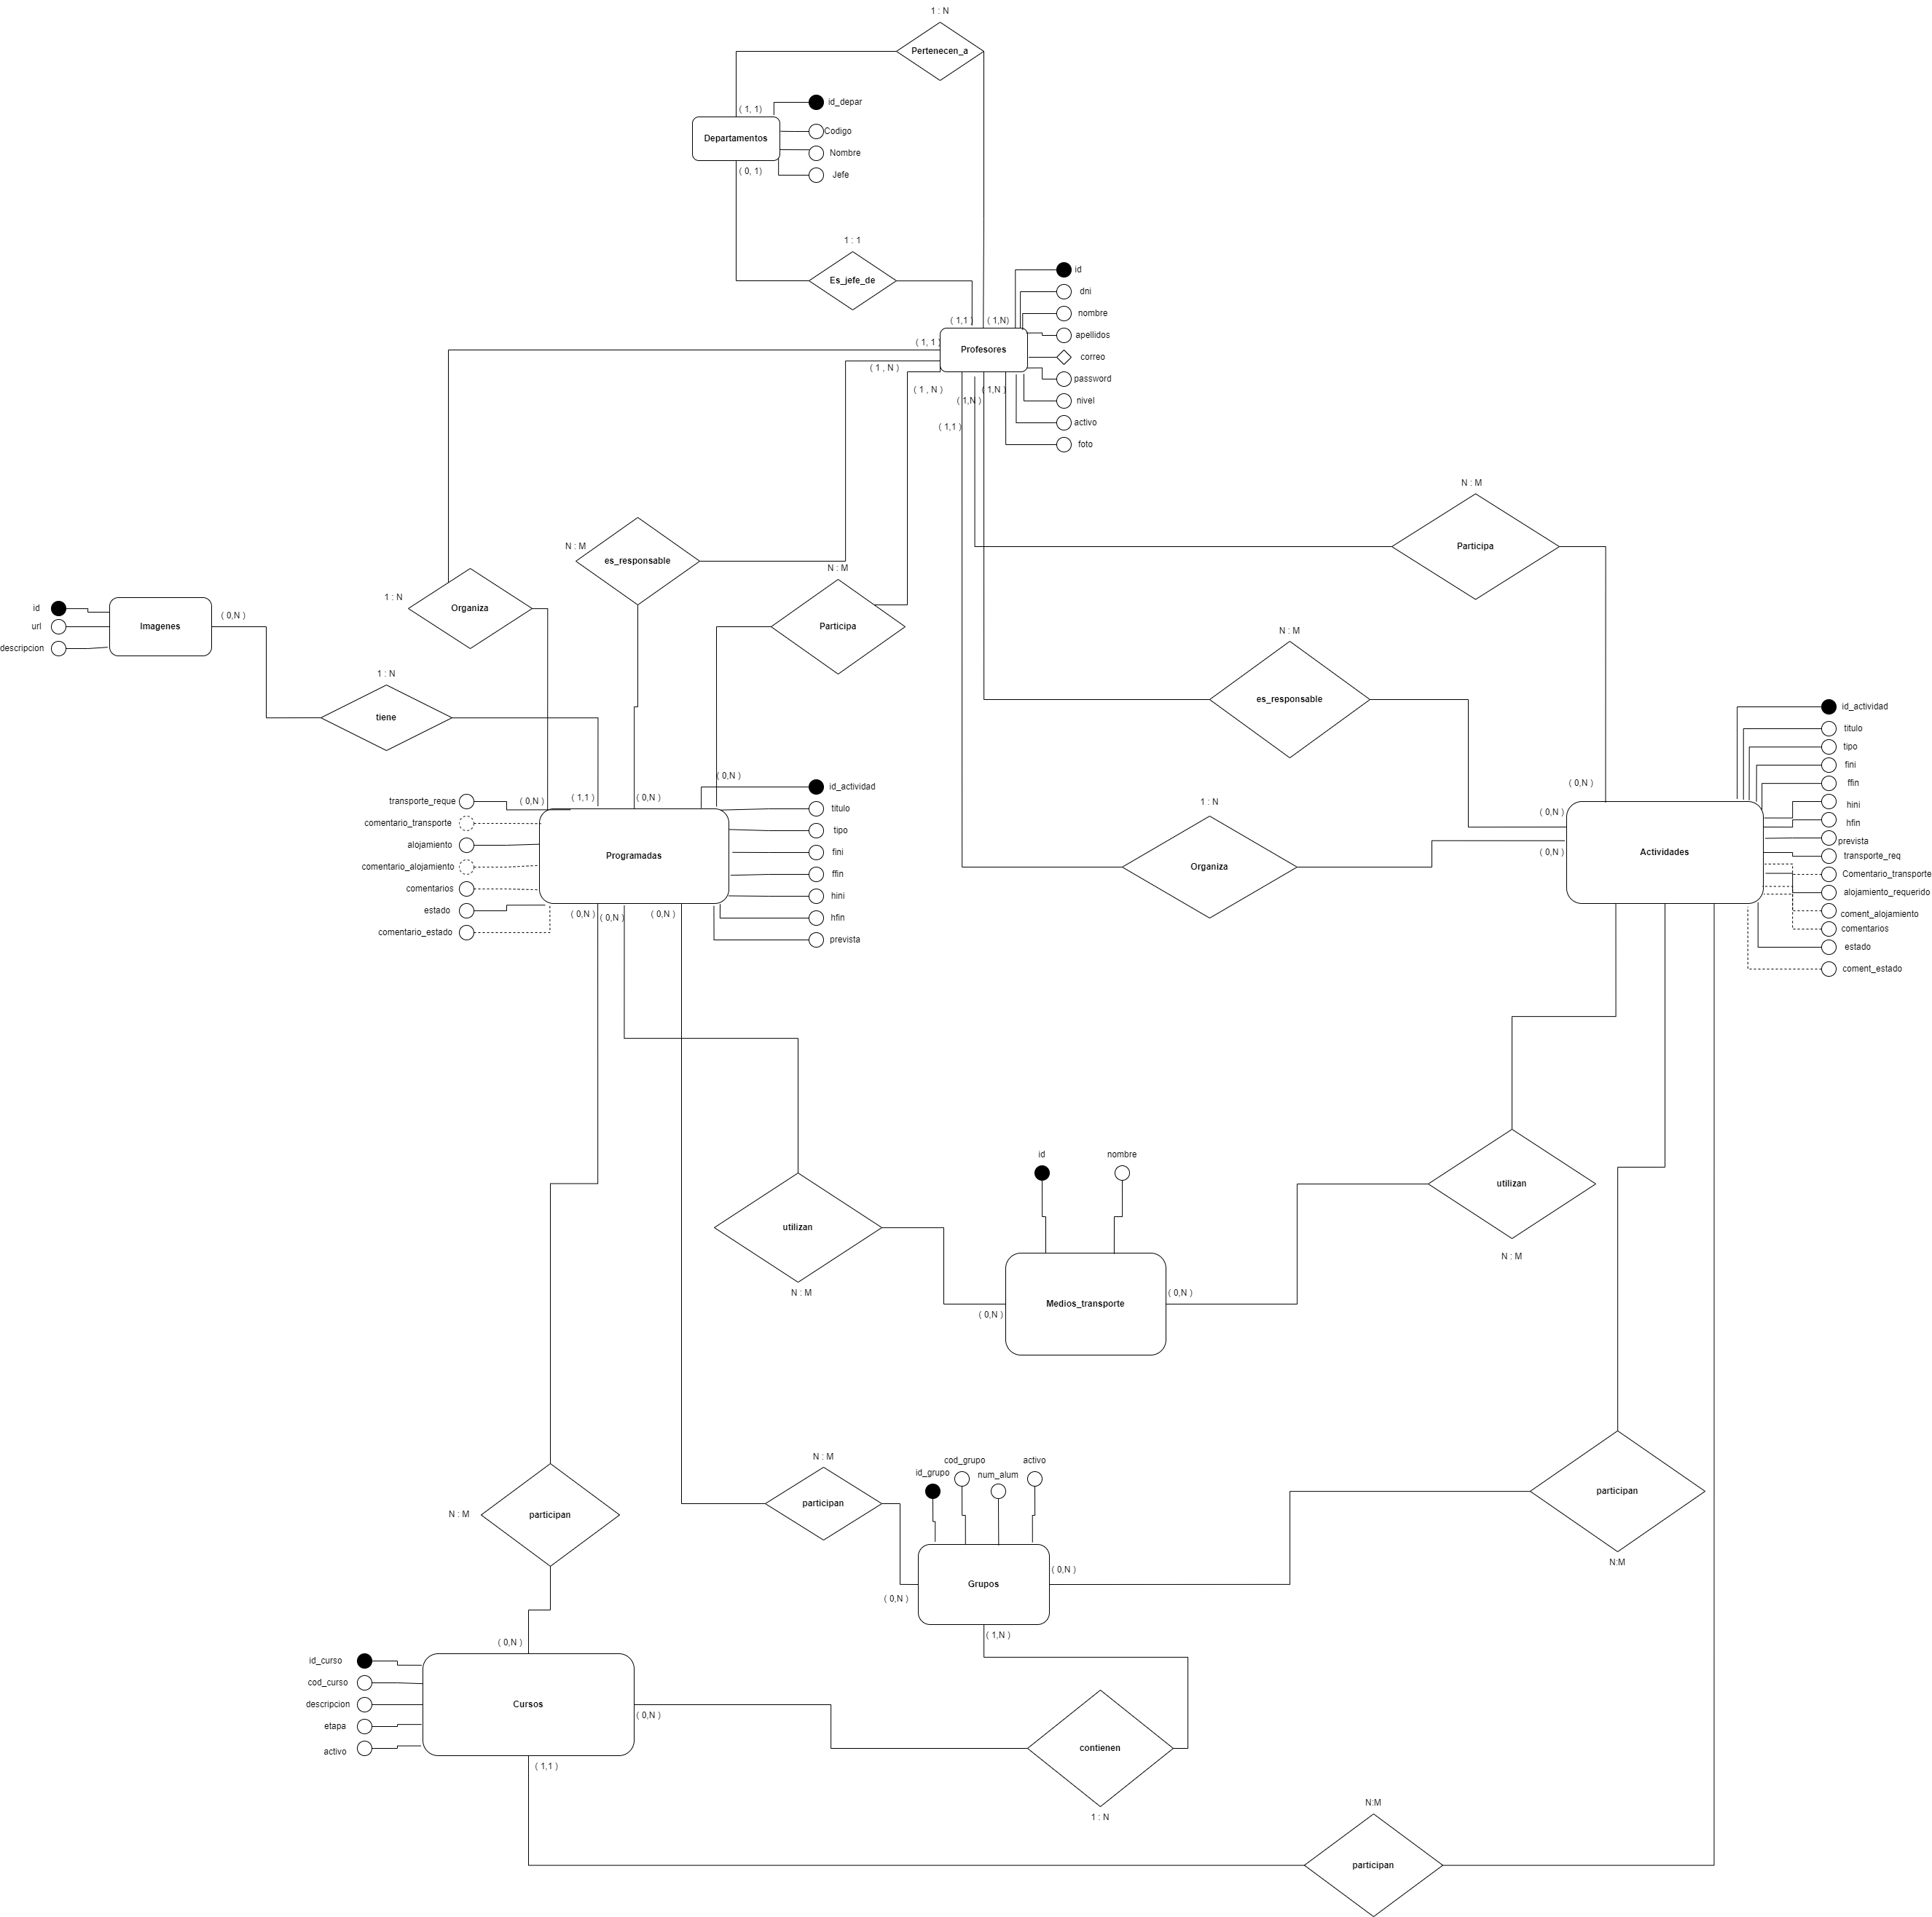 1 : N
Pertenecen_a
( 1, 1)
id_depar
Codigo
Departamentos
Nombre
( 0, 1)
Jefe
1 : 1
Es_jefe_de
id
dni
nombre
( 1,1 )
( 1,N)
apellidos
( 1, 1 )
Profesores
correo
( 1 , N )
password
( 1 , N )
( 1,N )
nivel
( 1,N )
activo
( 1,1 )
foto
N : M
Participa
N : M
es_responsable
N : M
1 : N
Organiza
id
( 0,N )
url
Imagenes
descripcion
Participa
N : M
1 : N
tiene
es_responsable
id_actividad
titulo
tipo
fini
ffin
hini
hfin
prevista
transporte_req
Comentario_transporte
alojamiento_requerido
coment_alojamiento
comentarios
estado
coment_estado
( 0,N )
( 0,N )
( 0,N )
Actividades
( 0,N )
id_actividad
titulo
tipo
fini
ffin
hini
hfin
prevista
transporte_reque
( 0,N )
( 1,1 )
( 0,N )
comentario_transporte
alojamiento
Programadas
comentario_alojamiento
comentarios
estado
comentario_estado
( 0,N )
( 0,N )
( 0,N )
1 : N
Organiza
id
nombre
utilizan
N : M
utilizan
N : M
Medios_transporte
( 0,N )
( 0,N )
N : M
participan
N : M
participan
id_grupo
cod_grupo
num_alum
activo
participan
N:M
Grupos
( 0,N )
( 0,N )
( 1,N )
( 0,N )
id_curso
cod_curso
descripcion
etapa
activo
Cursos
( 0,N )
( 1,1 )
contienen
1 : N
N:M
participan